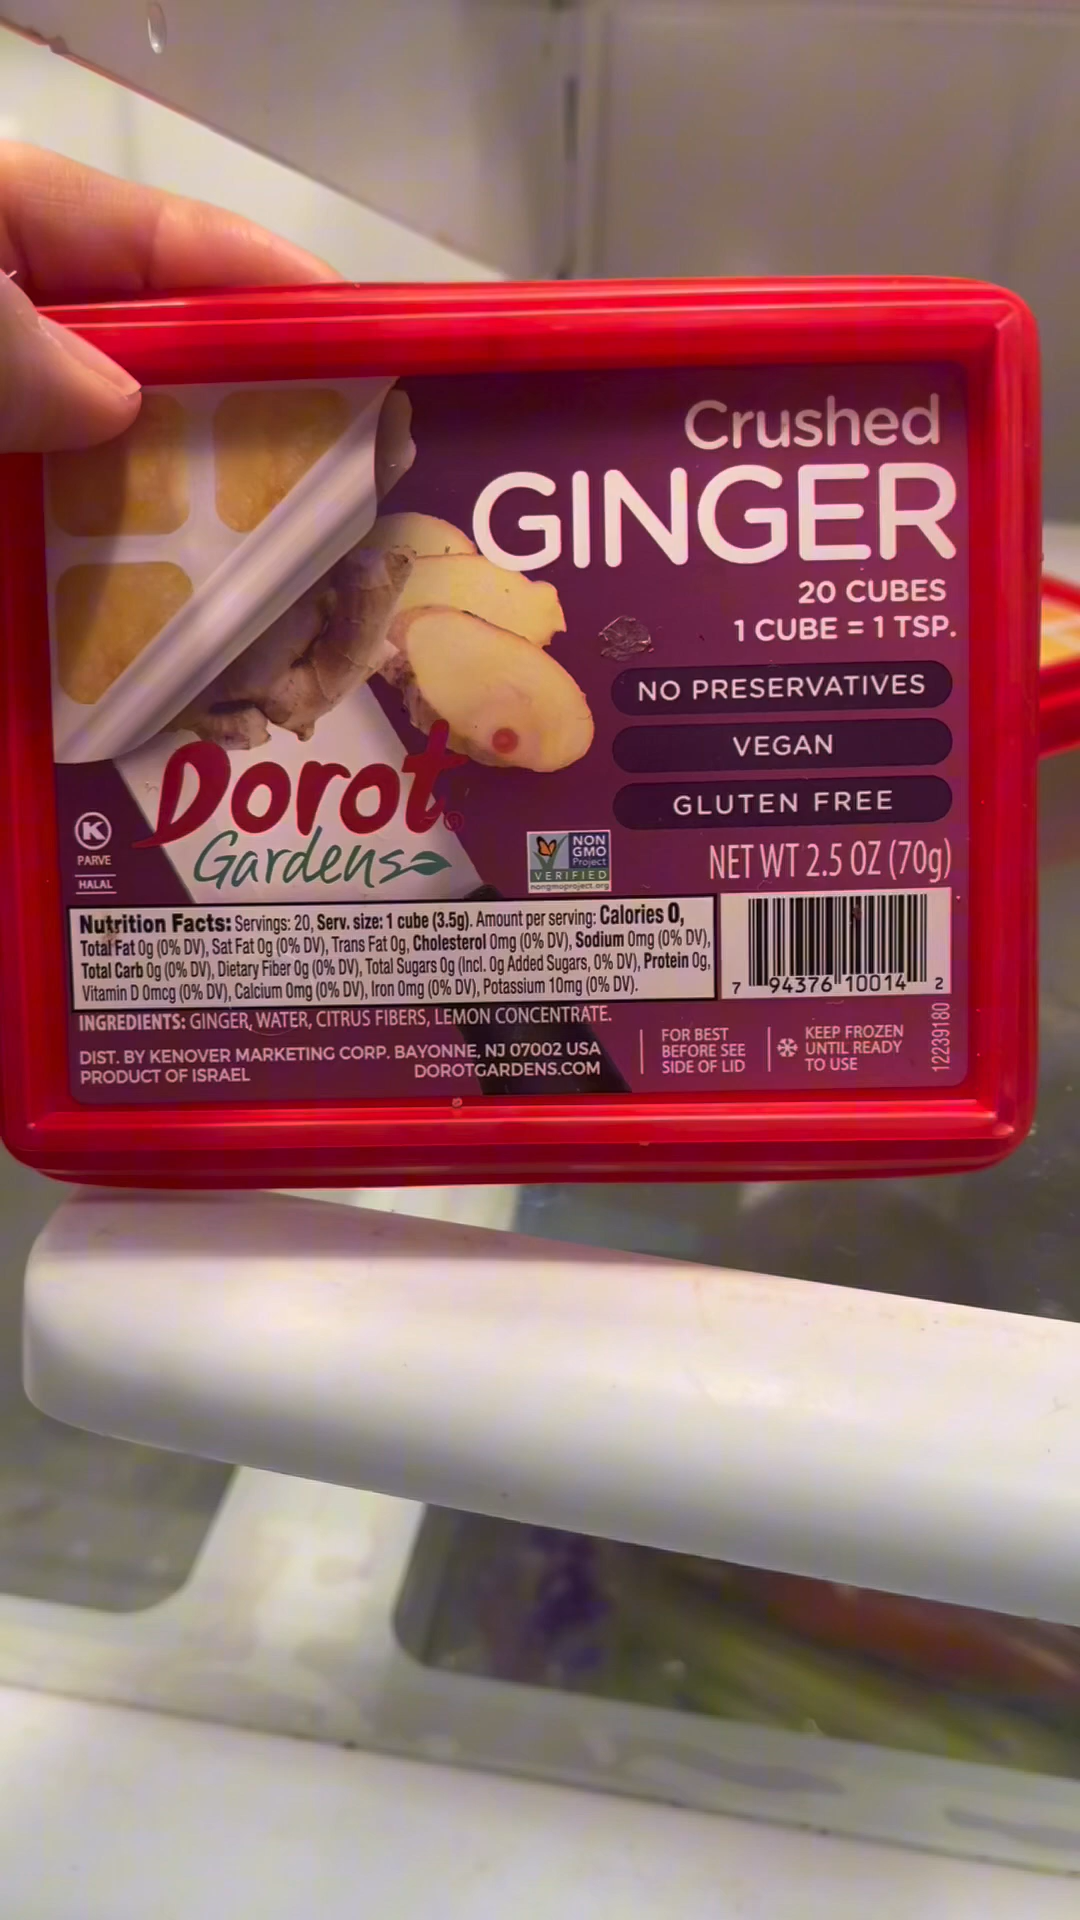 Crushed
GINGER
20 CUBES
1 CUBE = 1 TSP.
NO PRESERVATIVES
VEGAN
GLUTEN FREE
NET WT 2.5 OZ (70g)
Dorot®
Gardens
K
PARVE
HALAL
NON
GMO
Project
VERIFIED
nongmoproject.org
Nutrition Facts: Servings: 20, Serv. size: 1 cube (3.5g). Amount per serving: Calories 0,
Total Fat 0g (0% DV), Sat Fat 0g (0% DV), Trans Fat 0g, Cholesterol 0mg (0% DV), Sodium 0mg (0% DV),
Total Carb 0g (0% DV), Dietary Fiber 0g (0% DV), Total Sugars 0g (Incl. 0g Added Sugars, 0% DV), Protein 0g,
Vitamin D 0mcg (0% DV), Calcium 0mg (0% DV), Iron 0mg (0% DV), Potassium 10mg (0% DV).
7 94376 10014 2
INGREDIENTS: GINGER, WATER, CITRUS FIBERS, LEMON CONCENTRATE.
DIST. BY KENOVER MARKETING CORP. BAYONNE, NJ 07002 USA
PRODUCT OF ISRAEL DOROTGARDENS.COM
FOR BEST
BEFORE SEE
SIDE OF LID
KEEP FROZEN
UNTIL READY
TO USE
12239180